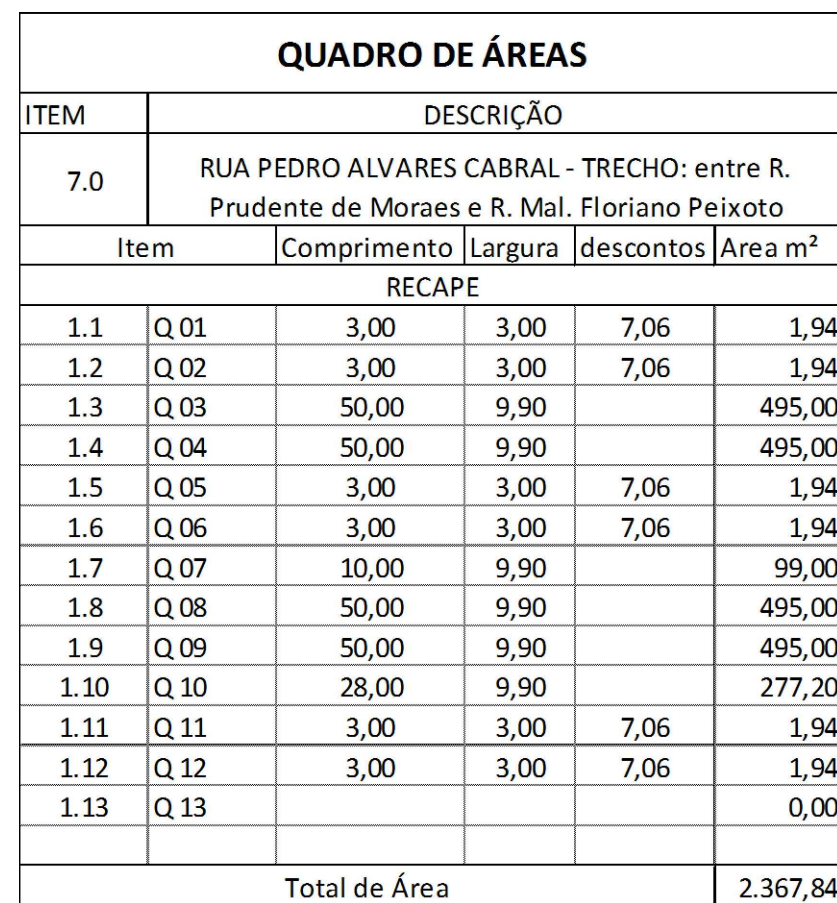 QUADRO DE ÁREAS
ITEM DESCRIÇÃO
7.0 RUA PEDRO ALVARES CABRAL - TRECHO: entre R.
Prudente de Moraes e R. Mal. Floriano Peixoto
Item Comprimento Largura descontos Area m²
RECAPE
1.1 Q 01 3,00 3,00 7,06 1,94
1.2 Q 02 3,00 3,00 7,06 1,94
1.3 Q 03 50,00 9,90 495,00
1.4 Q 04 50,00 9,90 495,00
1.5 Q 05 3,00 3,00 7,06 1,94
1.6 Q 06 3,00 3,00 7,06 1,94
1.7 Q 07 10,00 9,90 99,00
1.8 Q 08 50,00 9,90 495,00
1.9 Q 09 50,00 9,90 495,00
1.10 Q 10 28,00 9,90 277,20
1.11 Q 11 3,00 3,00 7,06 1,94
1.12 Q 12 3,00 3,00 7,06 1,94
1.13 Q 13 0,00
Total de Área 2.367,84